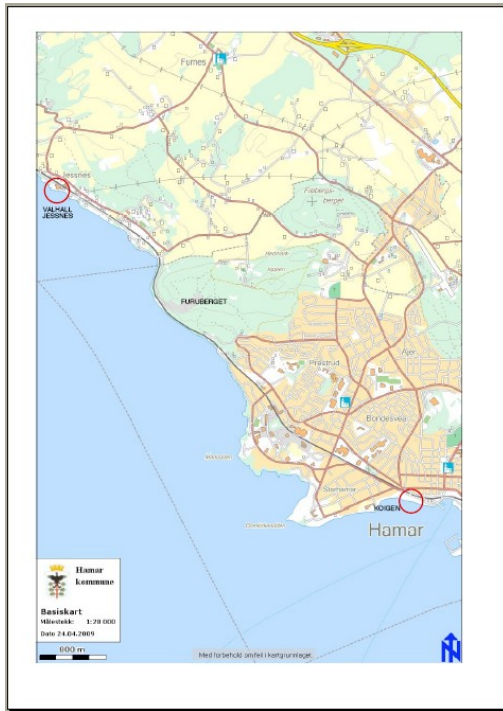 Furnes
Jessnes
VALHALL
JESSNES
FURUBERGET
Prestrud
Ajer
Bondesvea
Storhamar
KOIGEN
Hamar
Hamar
kommune
Basiskart
Målestokk: 1:20 000
Dato 24.04.2009
600 m
Med forbehold om feil i kartgrunnlaget.
N